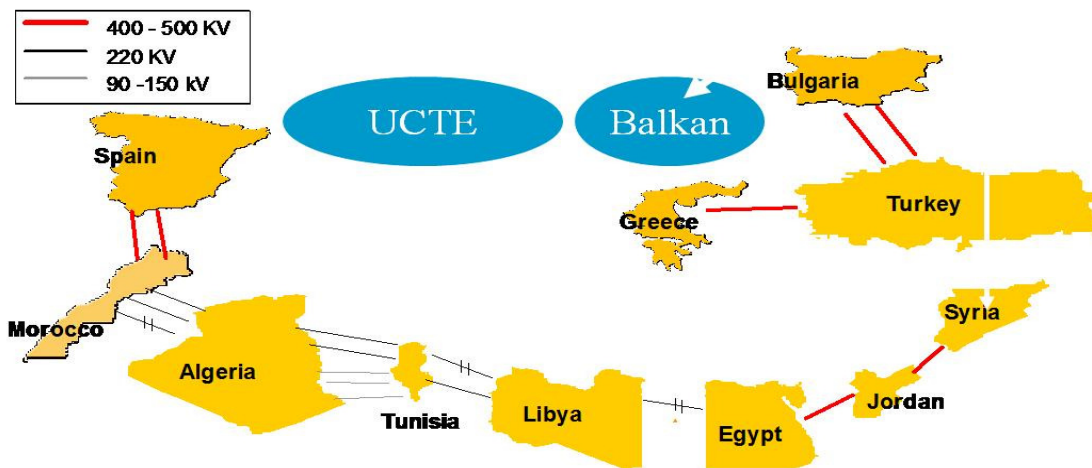 400 - 500 KV
220 KV
90 -150 kV
UCTE
Balkan
Bulgaria
Spain
Turkey
Greece
Morocco
Syria
Algeria
Jordan
Tunisia
Libya
Egypt